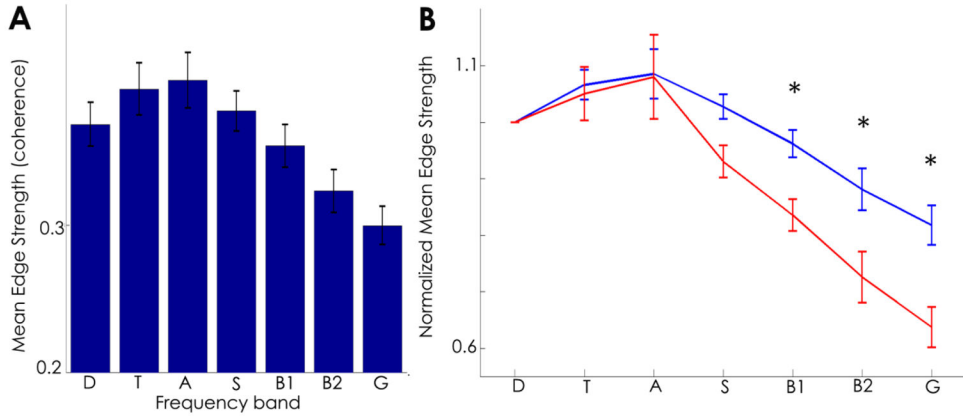 A
Mean Edge Strength (coherence)
0.3
0.2
D T A S B1 B2 G
Frequency band
B
Normalized Mean Edge Strength
1.1
0.6
* * *
D T A S B1 B2 G